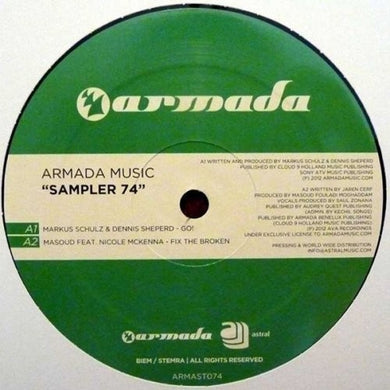 armada
ARMADA MUSIC
"SAMPLER 74"
A1 MARKUS SCHULZ & DENNIS SHEPERD - GO!
A2 MASOUD FEAT. NICOLE MCKENNA - FIX THE BROKEN
A1 WRITTEN AND PRODUCED BY MARKUS SCHULZ & DENNIS SHEPERD
PUBLISHED BY CLOUD 9 HOLLAND MUSIC PUBLISHING
SONY ATV MUSIC PUBLISHING
(P) 2012 ARMADAMUSIC.COM
A2 WRITTEN BY JAREN CERF
PRODUCED BY MASOUD FOULADI MOGHADDAM
VOCALS PRODUCED BY SAUL ZONANA
PUBLISHED BY AUDREY QUEST PUBLISHING
(ADMIN. BY KECHIL SONGS)
PUBLISHED BY ARMADA BENELUX PUBLISHING
(CLOUD 9 HOLLAND PUBLISHING)
(P) 2012 AVA RECORDINGS
UNDER EXCLUSIVE LICENSE TO ARMADAMUSIC.COM
PRESSING & WORLD WIDE DISTRIBUTION
INFO@ASTRALMUSIC.COM
armada astral
BIEM / STEMRA | ALL RIGHTS RESERVED
ARMAST074